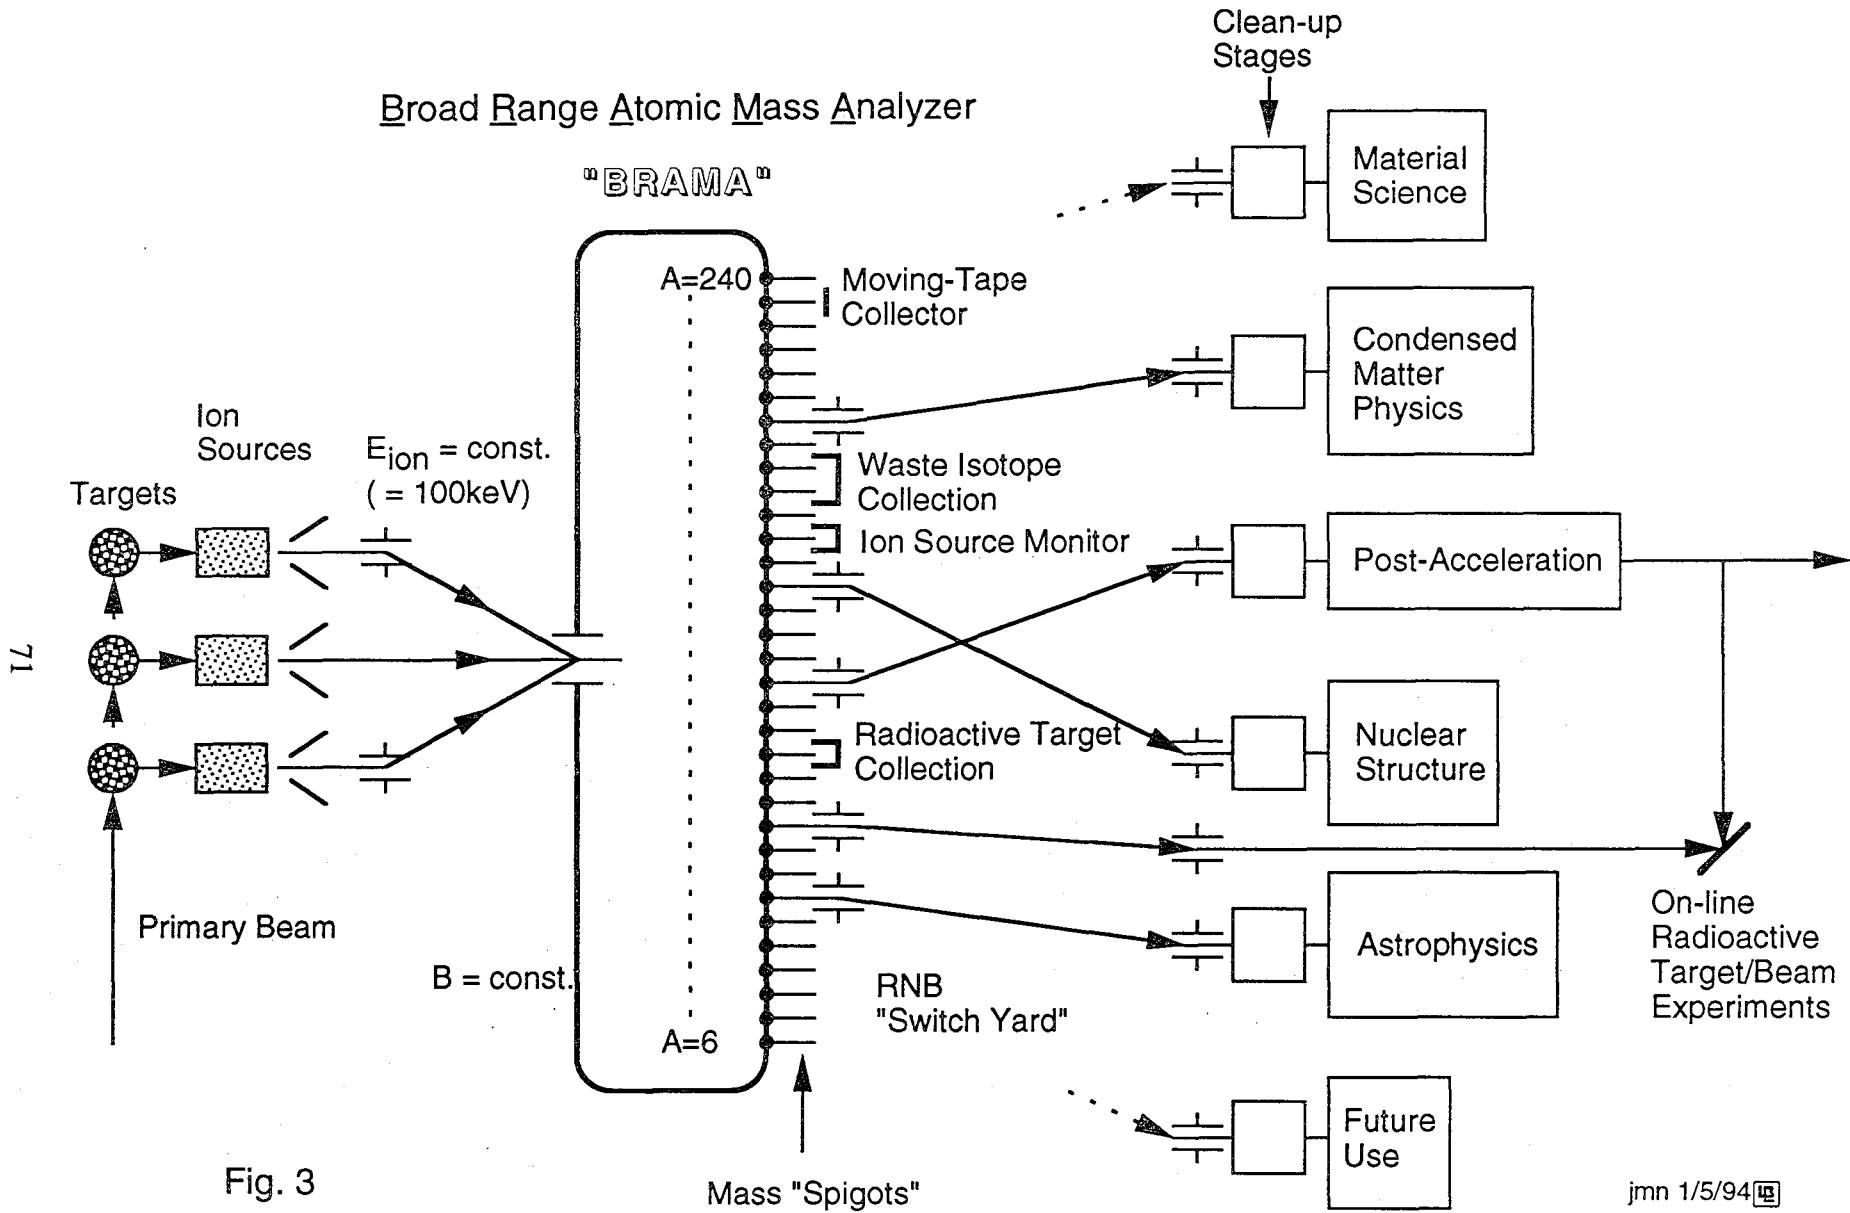 Clean-up
Stages
Broad Range Atomic Mass Analyzer
"BRAMA"
Material
Science
A=240
Moving-Tape
Collector
Condensed
Matter
Physics
Ion
Sources
E_ion = const.
( = 100keV)
Targets
Waste Isotope
Collection
Ion Source Monitor
Post-Acceleration
71
Radioactive Target
Collection
Nuclear
Structure
Primary Beam
B = const.
RNB
"Switch Yard"
Astrophysics
On-line
Radioactive
Target/Beam
Experiments
A=6
Future
Use
Fig. 3
Mass "Spigots"
jmn 1/5/94